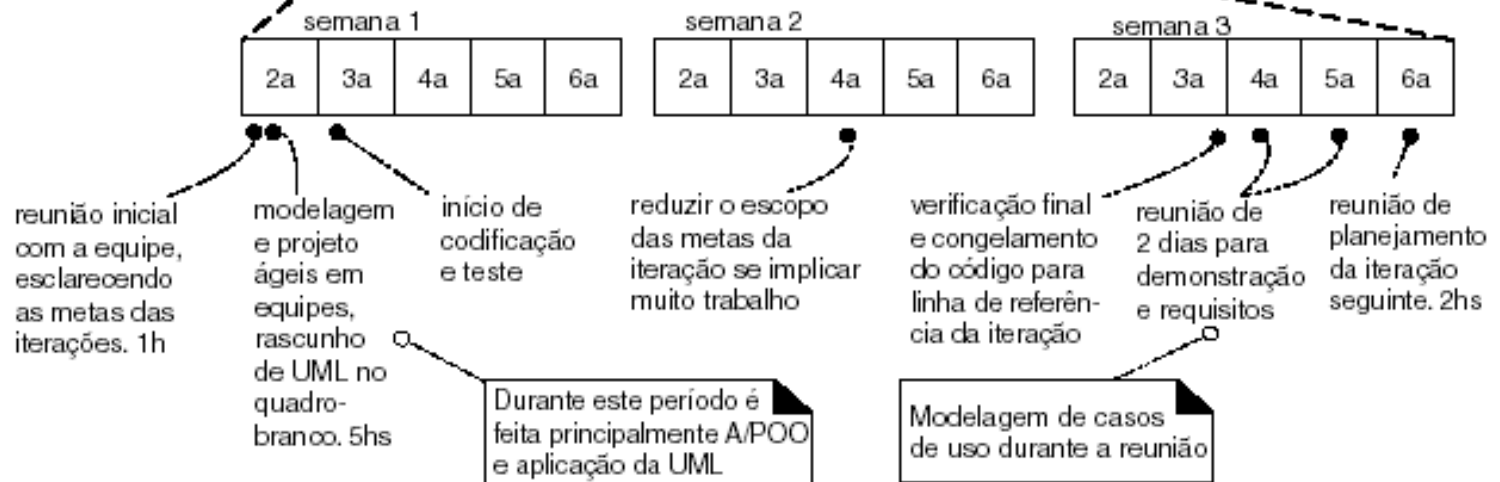 semana 1
semana 2
semana 3
2a 3a 4a 5a 6a
2a 3a 4a 5a 6a
2a 3a 4a 5a 6a
reunião inicial
com a equipe,
esclarecendo
as metas das
iterações. 1h
modelagem
e projeto
ágeis em
equipes,
rascunho
de UML no
quadro-
branco. 5hs
início de
codificação
e teste
reduzir o escopo
das metas da
iteração se implicar
muito trabalho
verificação final
e congelamento
do código para
linha de referên-
cia da iteração
reunião de
2 dias para
demonstração
e requisitos
reunião de
planejamento
da iteração
seguinte. 2hs
Durante este período é
feita principalmente A/POO
e aplicação da UML
Modelagem de casos
de uso durante a reunião